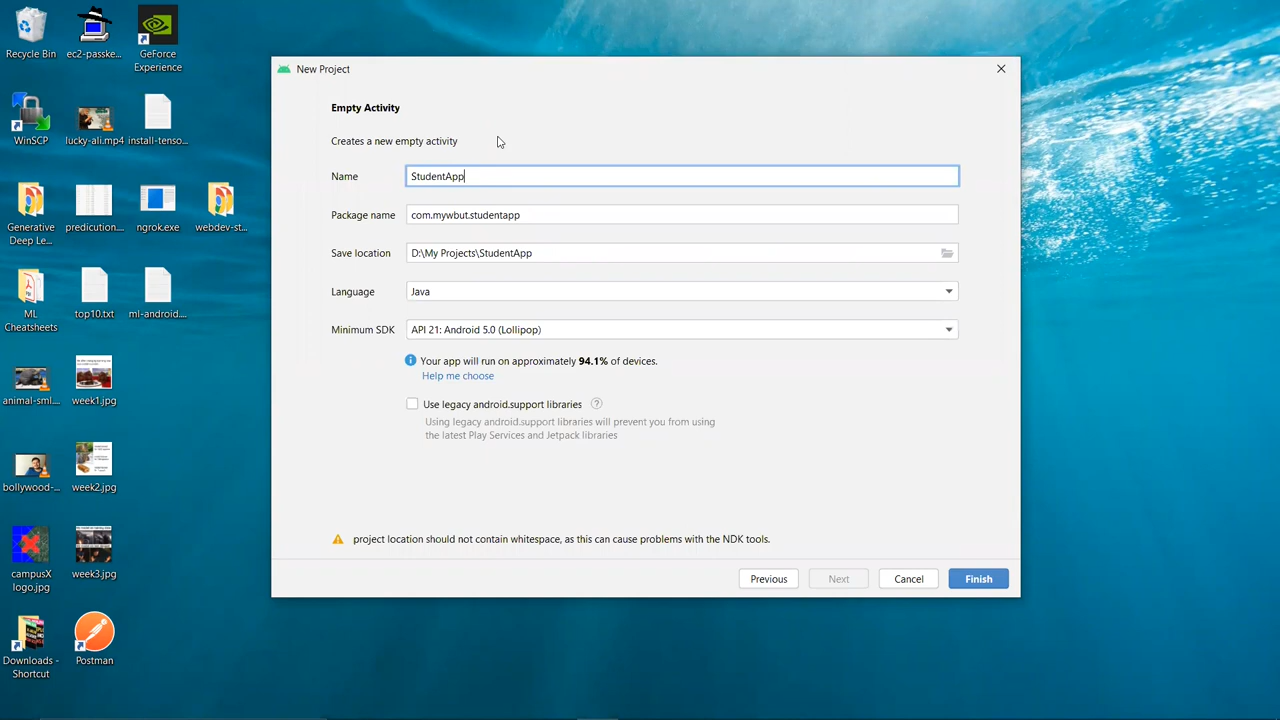 Recycle Bin
ec2-passke...
GeForce
Experience
WinSCP
lucky-ali.mp4
install-tenso...
Generative
Deep Le...
predicution....
ngrok.exe
webdev-st...
ML
Cheatsheets
top10.txt
ml-android....
animal-sml....
week1.jpg
bollywood-...
week2.jpg
campusX
logo.jpg
week3.jpg
Downloads -
Shortcut
Postman
New Project
Empty Activity
Creates a new empty activity
Name
StudentApp
Package name
com.mywbut.studentapp
Save location
D:\My Projects\StudentApp
Language
Java
Minimum SDK
API 21: Android 5.0 (Lollipop)
Your app will run on approximately 94.1% of devices.
Help me choose
Use legacy android.support libraries ?
Using legacy android.support libraries will prevent you from using
the latest Play Services and Jetpack libraries
project location should not contain whitespace, as this can cause problems with the NDK tools.
Previous
Next
Cancel
Finish